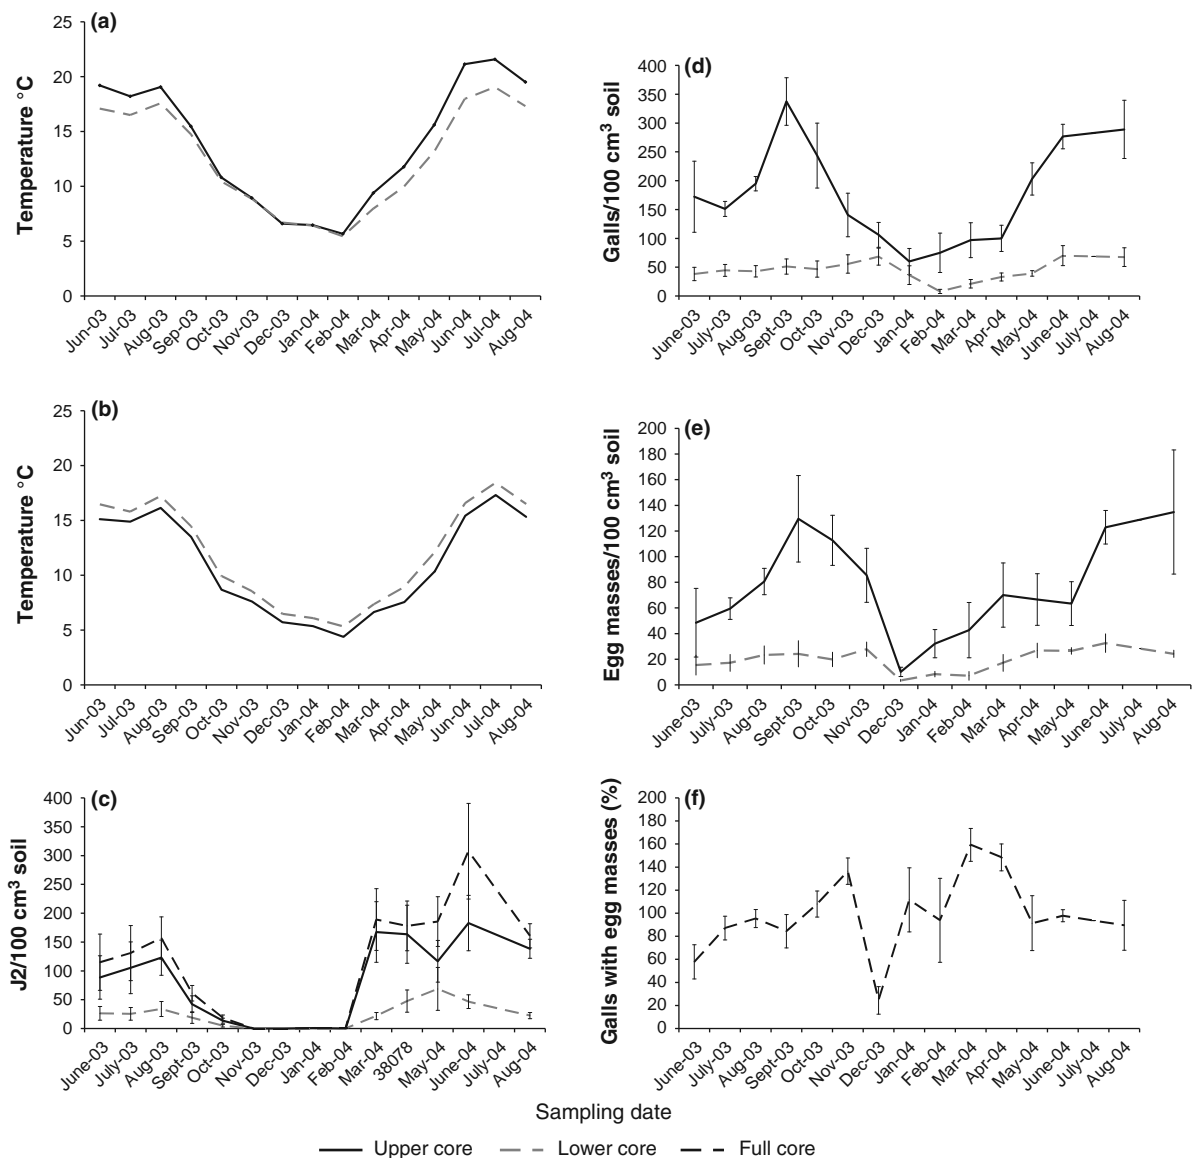 (a)
Temperature °C
25
20
15
10
5
0
Jun-03
Jul-03
Aug-03
Sep-03
Oct-03
Nov-03
Dec-03
Jan-04
Feb-04
Mar-04
Apr-04
May-04
Jun-04
Jul-04
Aug-04
(b)
Temperature °C
25
20
15
10
5
0
Jun-03
Jul-03
Aug-03
Sep-03
Oct-03
Nov-03
Dec-03
Jan-04
Feb-04
Mar-04
Apr-04
May-04
Jun-04
Jul-04
Aug-04
(c)
J2/100 cm³ soil
400
350
300
250
200
150
100
50
0
June-03
July-03
Aug-03
Sept-03
Oct-03
Nov-03
Dec-03
Jan-04
Feb-04
Mar-04
38078
May-04
June-04
July-04
Aug-04
(d)
Galls/100 cm³ soil
400
350
300
250
200
150
100
50
0
June-03
July-03
Aug-03
Sept-03
Oct-03
Nov-03
Dec-03
Jan-04
Feb-04
Mar-04
Apr-04
May-04
June-04
July-04
Aug-04
(e)
Egg masses/100 cm³ soil
200
180
160
140
120
100
80
60
40
20
0
June-03
July-03
Aug-03
Sept-03
Oct-03
Nov-03
Dec-03
Jan-04
Feb-04
Mar-04
Apr-04
May-04
June-04
July-04
Aug-04
(f)
Galls with egg masses (%)
200
180
160
140
120
100
80
60
40
20
0
June-03
July-03
Aug-03
Sept-03
Oct-03
Nov-03
Dec-03
Jan-04
Feb-04
Mar-04
Apr-04
May-04
June-04
July-04
Aug-04
Sampling date
Upper core
Lower core
Full core